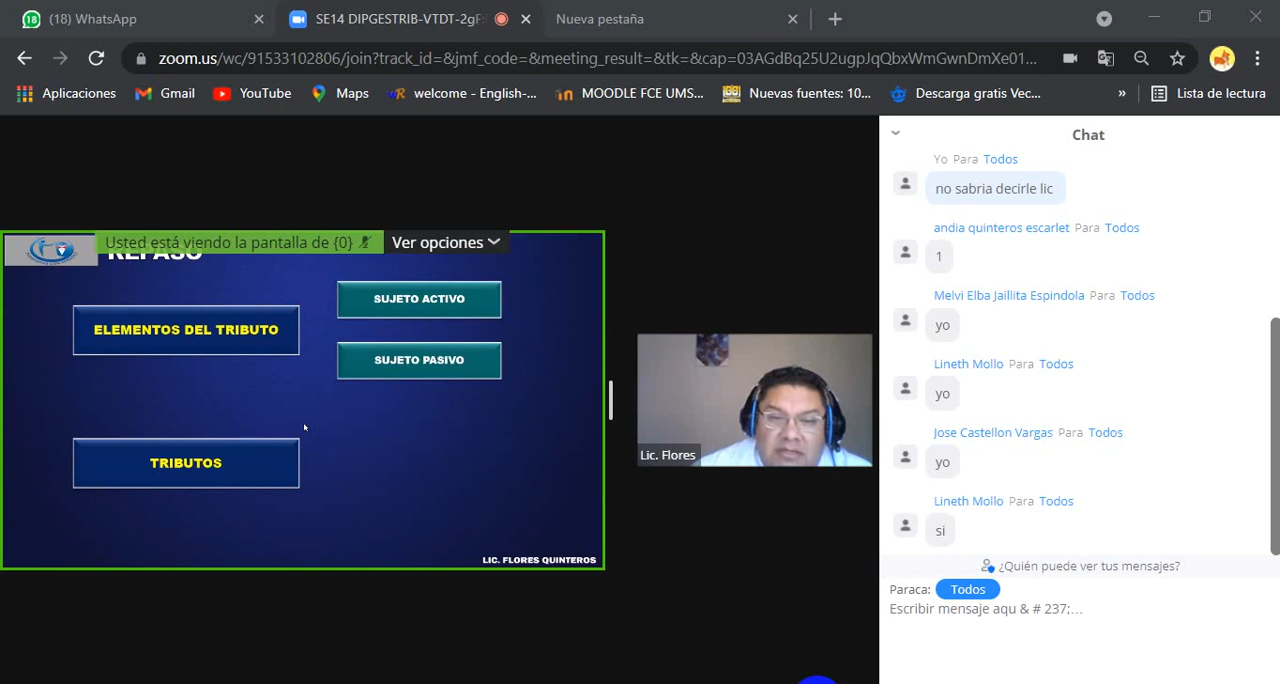 (18) WhatsApp
SE14 DIPGESTRIB-VTDT-2gF
Nueva pestaña
zoom.us/wc/91533102806/join?track_id=&jmf_code=&meeting_result=&tk=&cap=03AGdBq25U2ugpJqQbxWmGwnDmXe01...
Aplicaciones
Gmail
YouTube
Maps
welcome - English-...
MOODLE FCE UMS...
Nuevas fuentes: 10...
Descarga gratis Vec...
»
Lista de lectura
Usted está viendo la pantalla de {0}
Ver opciones
REPASO
ELEMENTOS DEL TRIBUTO
SUJETO ACTIVO
SUJETO PASIVO
TRIBUTOS
LIC. FLORES QUINTEROS
Lic. Flores
Chat
Yo Para Todos
no sabria decirle lic
andia quinteros escarlet Para Todos
1
Melvi Elba Jaillita Espindola Para Todos
yo
Lineth Mollo Para Todos
yo
Jose Castellon Vargas Para Todos
yo
Lineth Mollo Para Todos
si
¿Quién puede ver tus mensajes?
Paraca: Todos
Escribir mensaje aqu & # 237;...